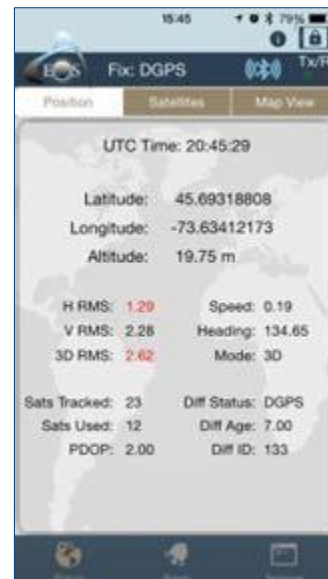 15:45 79%
EOS Fix: DGPS Tx/R
Position Satellites Map View
UTC Time: 20:45:29
Latitude: 45.69318808
Longitude: -73.63412173
Altitude: 19.75 m
H RMS: 1.29 Speed: 0.19
V RMS: 2.28 Heading: 134.65
3D RMS: 2.62 Mode: 3D
Sats Tracked: 23 Diff Status: DGPS
Sats Used: 12 Diff Age: 7.00
PDOP: 2.00 Diff ID: 133